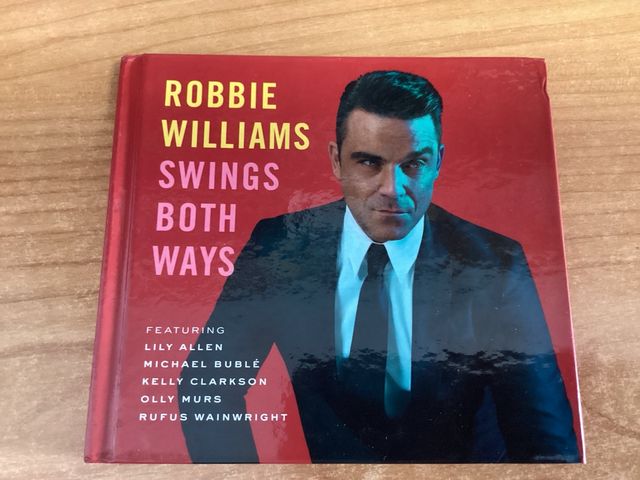 ROBBIE
WILLIAMS
SWINGS
BOTH
WAYS
FEATURING
LILY ALLEN
MICHAEL BUBLÉ
KELLY CLARKSON
OLLY MURS
RUFUS WAINWRIGHT